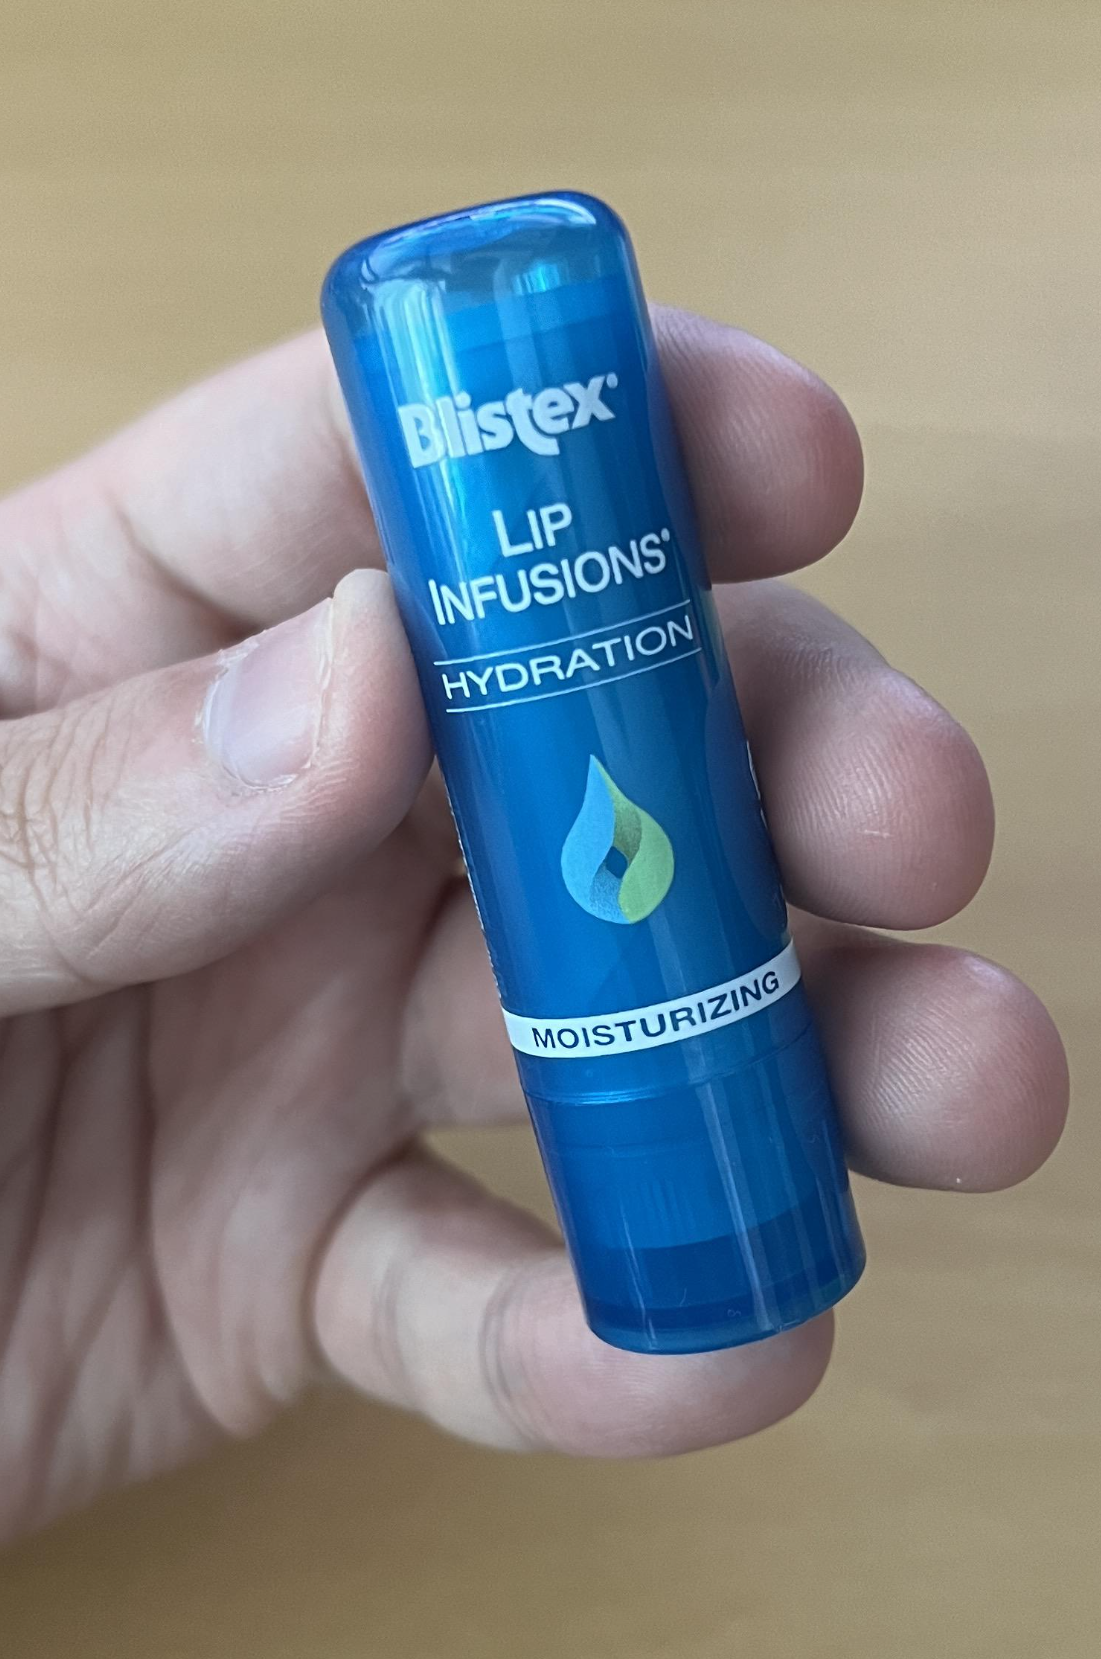 Blistex®
LIP
INFUSIONS®
HYDRATION
MOISTURIZING